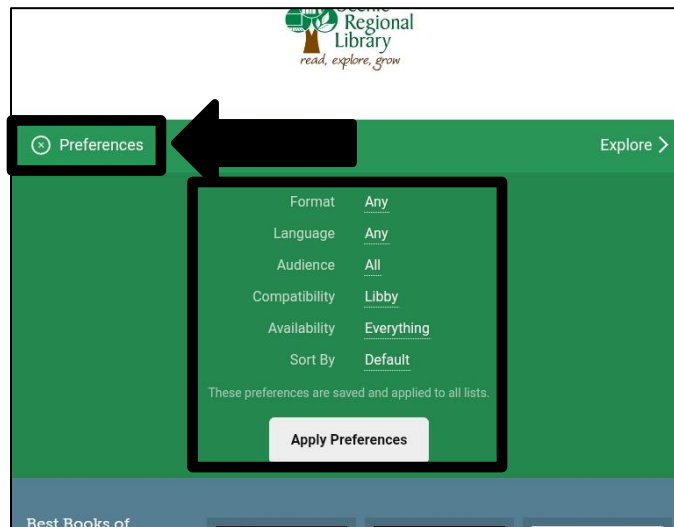 Scenic
Regional
Library
read, explore, grow
Preferences
Explore
Format Any
Language Any
Audience All
Compatibility Libby
Availability Everything
Sort By Default
These preferences are saved and applied to all lists.
Apply Preferences
Best Books of